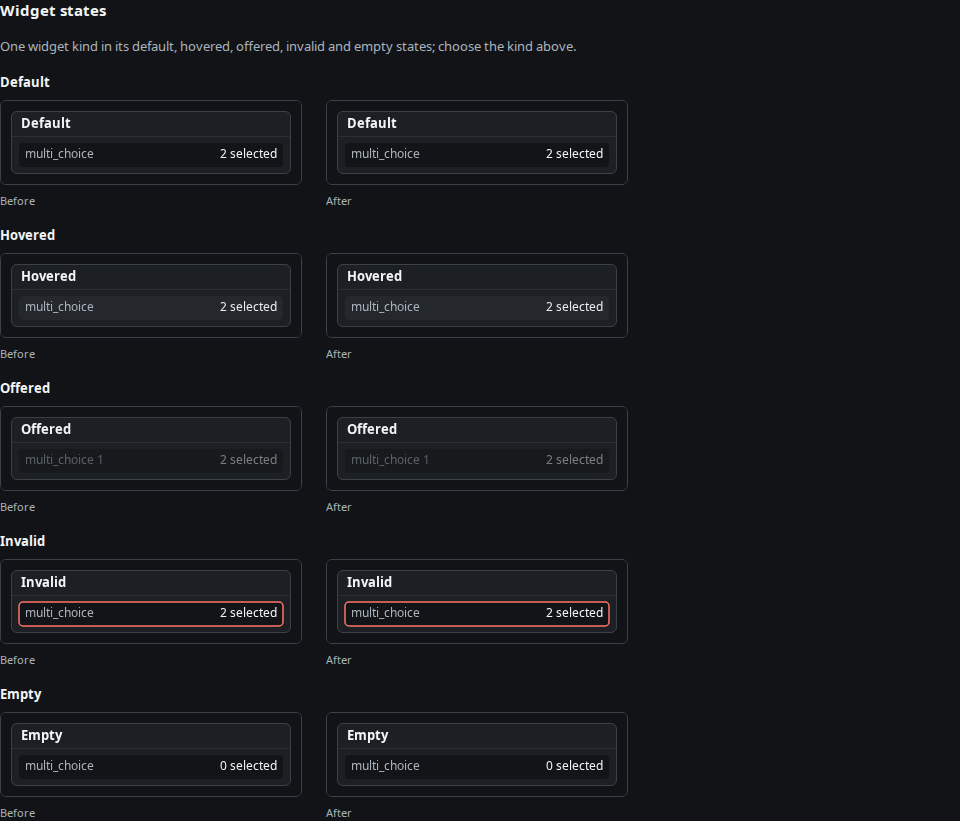 Widget states
One widget kind in its default, hovered, offered, invalid and empty states; choose the kind above.
Default
Default
multi_choice 2 selected
Before
Default
multi_choice 2 selected
After
Hovered
Hovered
multi_choice 2 selected
Before
Hovered
multi_choice 2 selected
After
Offered
Offered
multi_choice 1 2 selected
Before
Offered
multi_choice 1 2 selected
After
Invalid
Invalid
multi_choice 2 selected
Before
Invalid
multi_choice 2 selected
After
Empty
Empty
multi_choice 0 selected
Before
Empty
multi_choice 0 selected
After